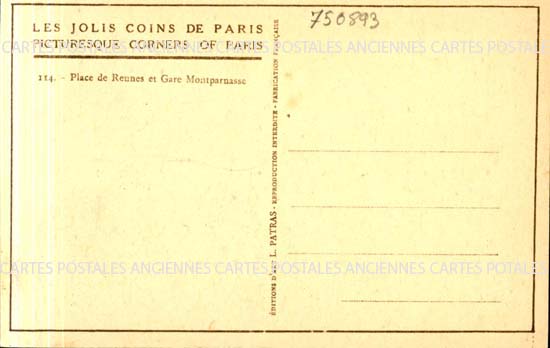 750893
LES JOLIS COINS DE PARIS
PICTURESQUE CORNERS OF PARIS
114. - Place de Rennes et Gare Montparnasse
ÉDITIONS D'ART L. PATRAS - REPRODUCTION INTERDITE - FABRICATION FRANÇAISE
CARTES POSTALES ANCIENNES CARTES POSTALES ANCIENNES CARTES POSTALES
CARTES POSTALES ANCIENNES CARTES POSTALES ANCIENNES CARTES POSTALES